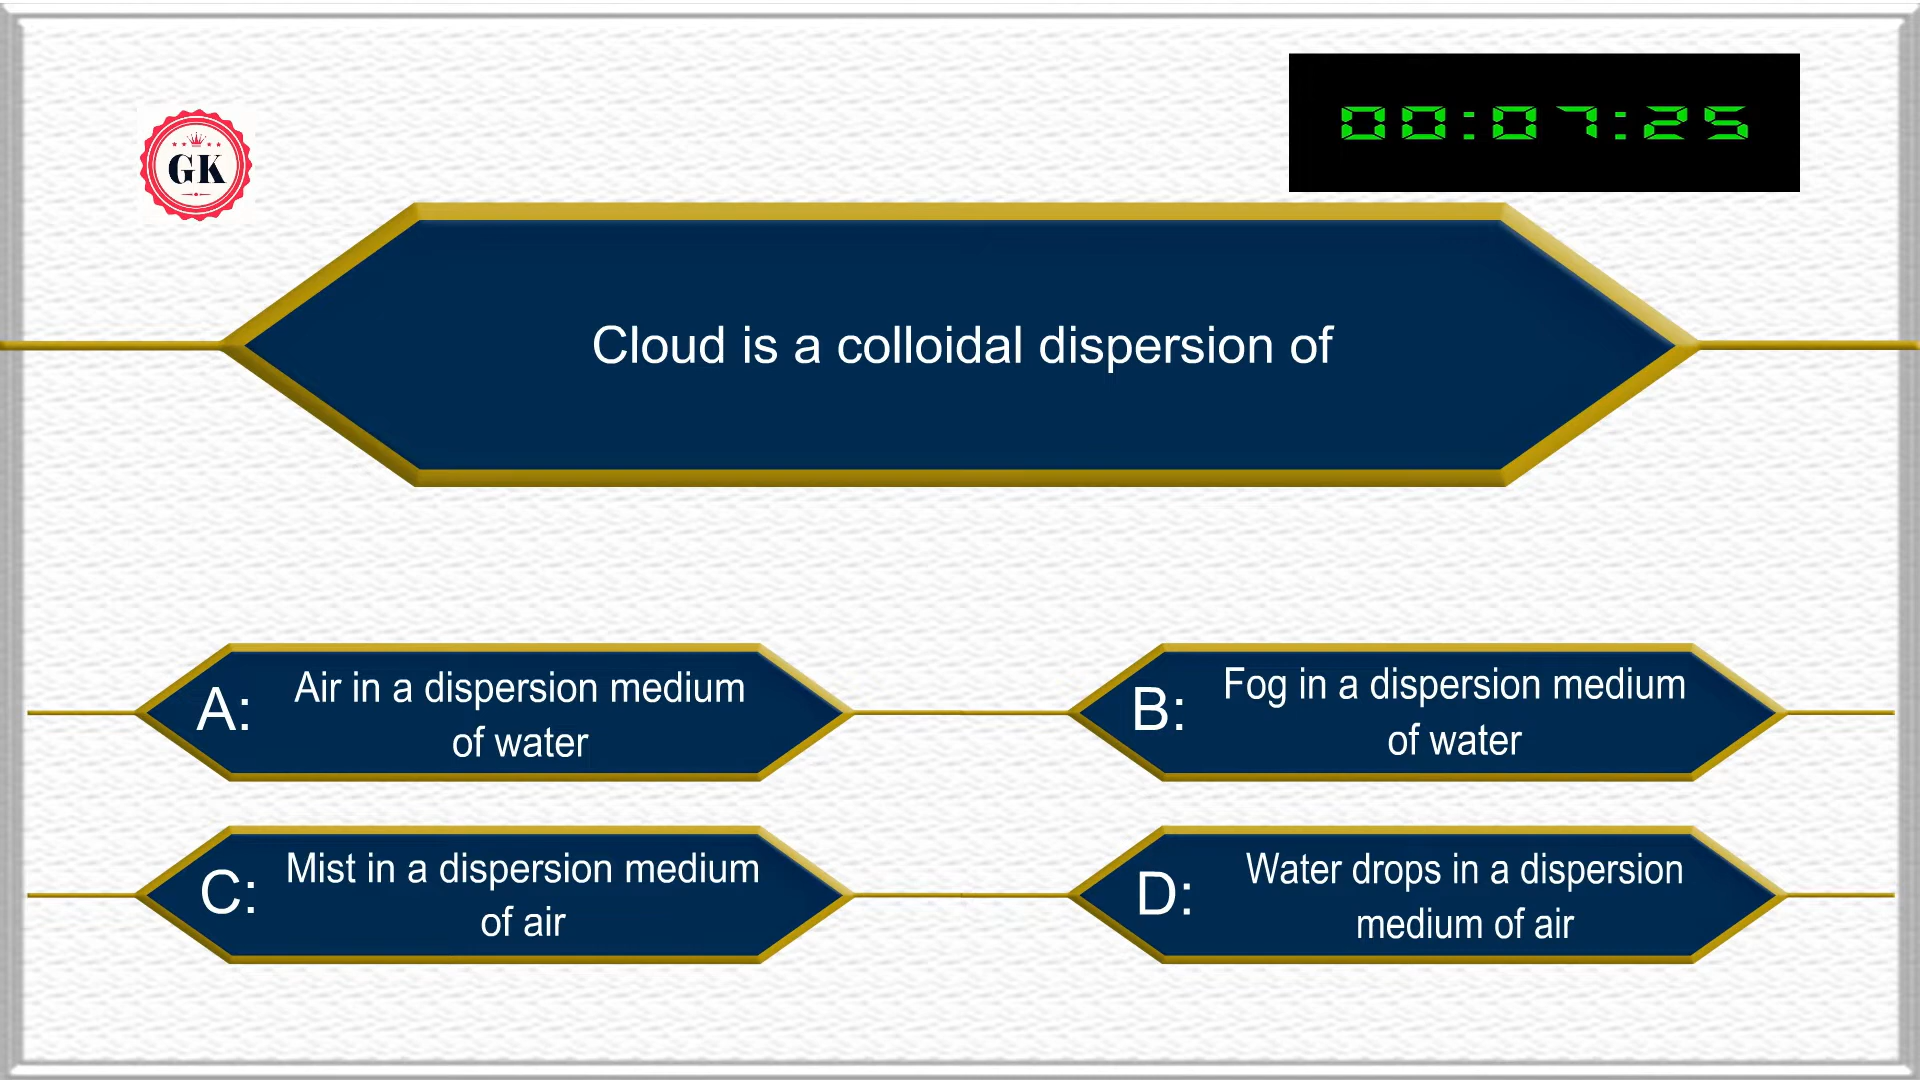 00:07:25
GK
Cloud is a colloidal dispersion of
A: Air in a dispersion medium
of water
B: Fog in a dispersion medium
of water
C: Mist in a dispersion medium
of air
D: Water drops in a dispersion
medium of air